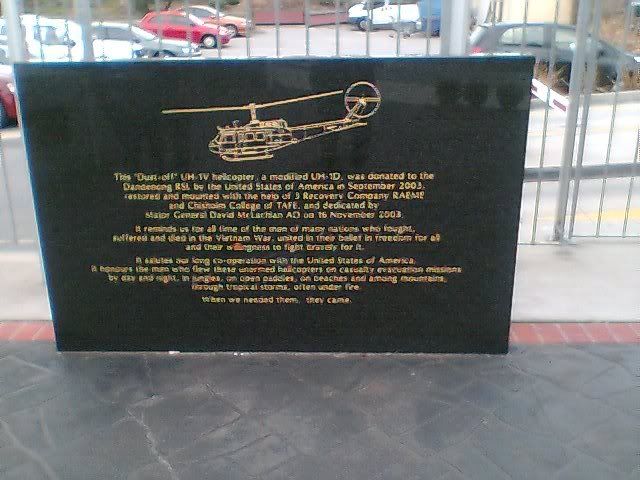 This "Dust-off" UH-1V helicopter, a modified UH-1D, was donated to the
Dandenong RSL by the United States of America in September 2003,
restored and mounted with the help of 3 Recovery Company RAEME
and Chisholm College of TAFE, and dedicated by
Major General David McLachlan AO on 16 November 2003.
It reminds us for all time of the men of many nations who fought,
suffered and died in the Vietnam War, united in their belief in freedom for all
and their willingness to fight bravely for it.
It salutes our long co-operation with the United States of America.
It honours the men who flew these unarmed helicopters on casualty evacuation missions
by day and night, in jungles, on open paddies, on beaches and among mountains,
through tropical storms, often under fire.
When we needed them, they came.